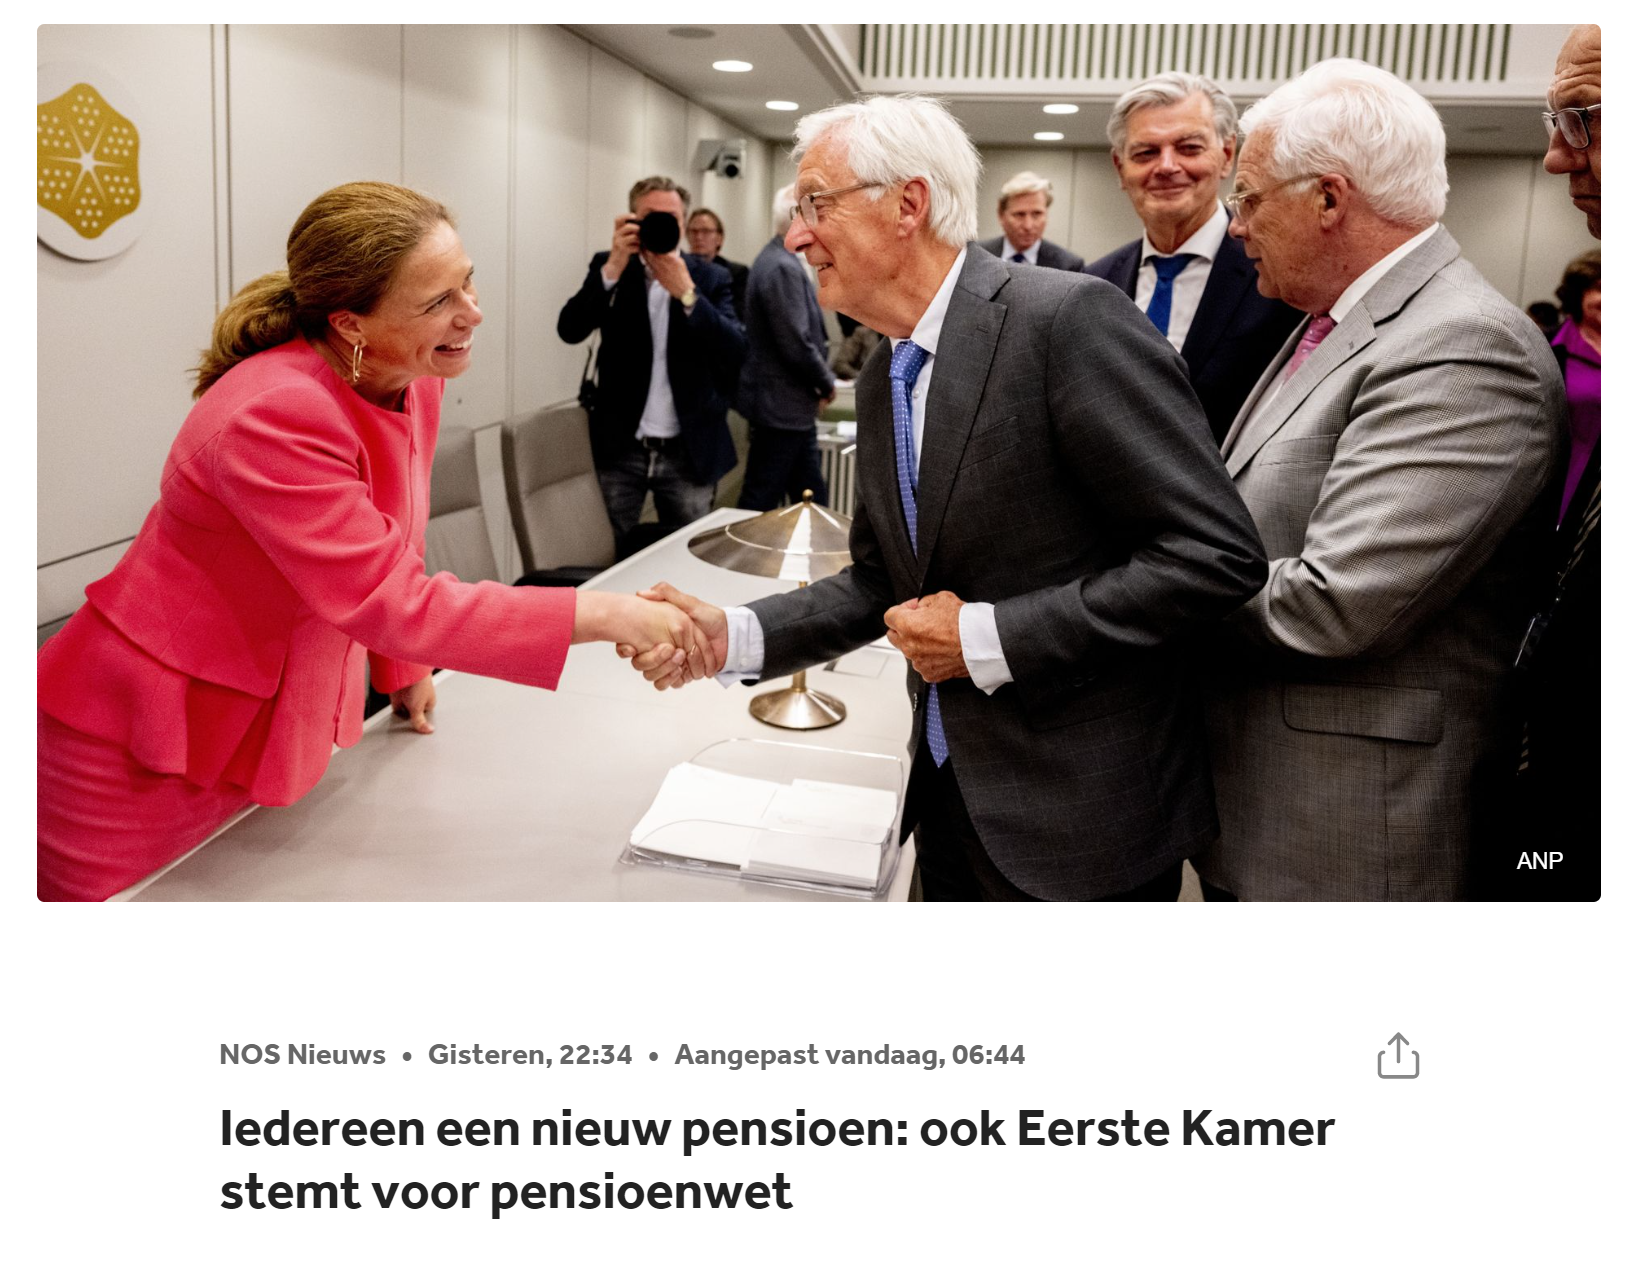 ANP
NOS Nieuws • Gisteren, 22:34 • Aangepast vandaag, 06:44
Iedereen een nieuw pensioen: ook Eerste Kamer
stemt voor pensioenwet